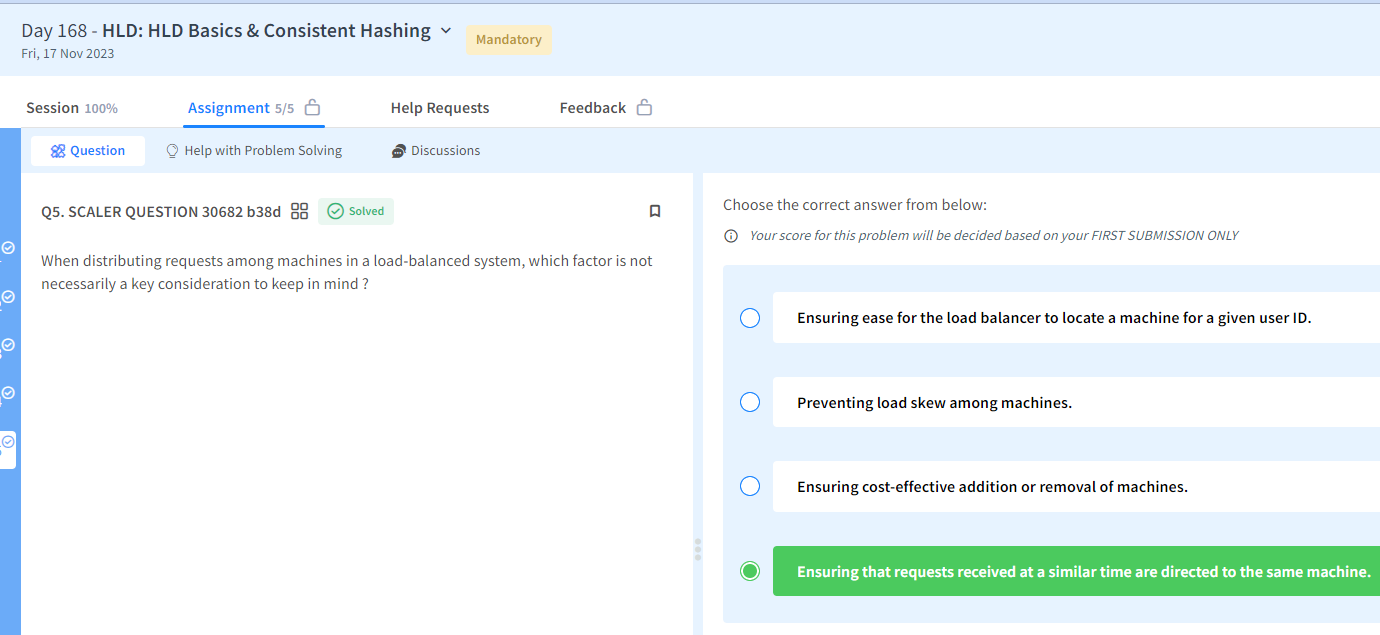 Day 168 - HLD: HLD Basics & Consistent Hashing
Mandatory
Fri, 17 Nov 2023
Session 100%
Assignment 5/5
Help Requests
Feedback
Question
Help with Problem Solving
Discussions
Q5. SCALER QUESTION 30682 b38d
Solved
When distributing requests among machines in a load-balanced system, which factor is not
necessarily a key consideration to keep in mind ?
Choose the correct answer from below:
Your score for this problem will be decided based on your FIRST SUBMISSION ONLY
Ensuring ease for the load balancer to locate a machine for a given user ID.
Preventing load skew among machines.
Ensuring cost-effective addition or removal of machines.
Ensuring that requests received at a similar time are directed to the same machine.